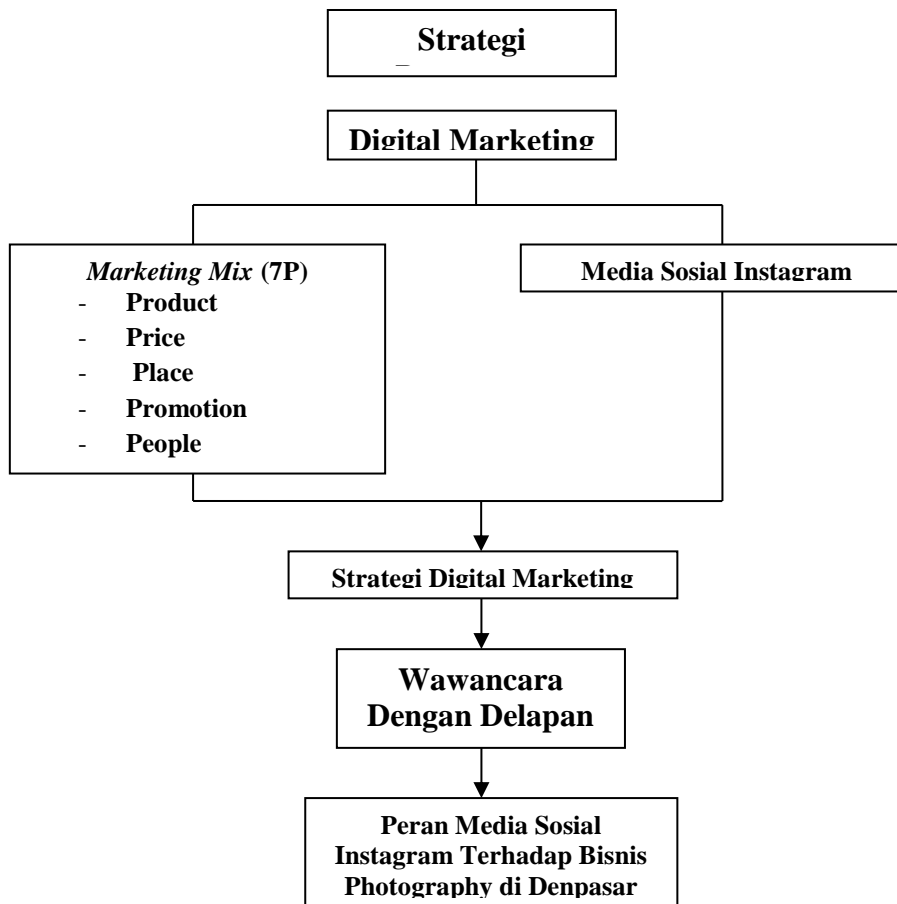 Strategi
Digital Marketing
Marketing Mix (7P)
- Product
- Price
- Place
- Promotion
- People
Media Sosial Instagram
Strategi Digital Marketing
Wawancara
Dengan Delapan
Peran Media Sosial
Instagram Terhadap Bisnis
Photography di Denpasar